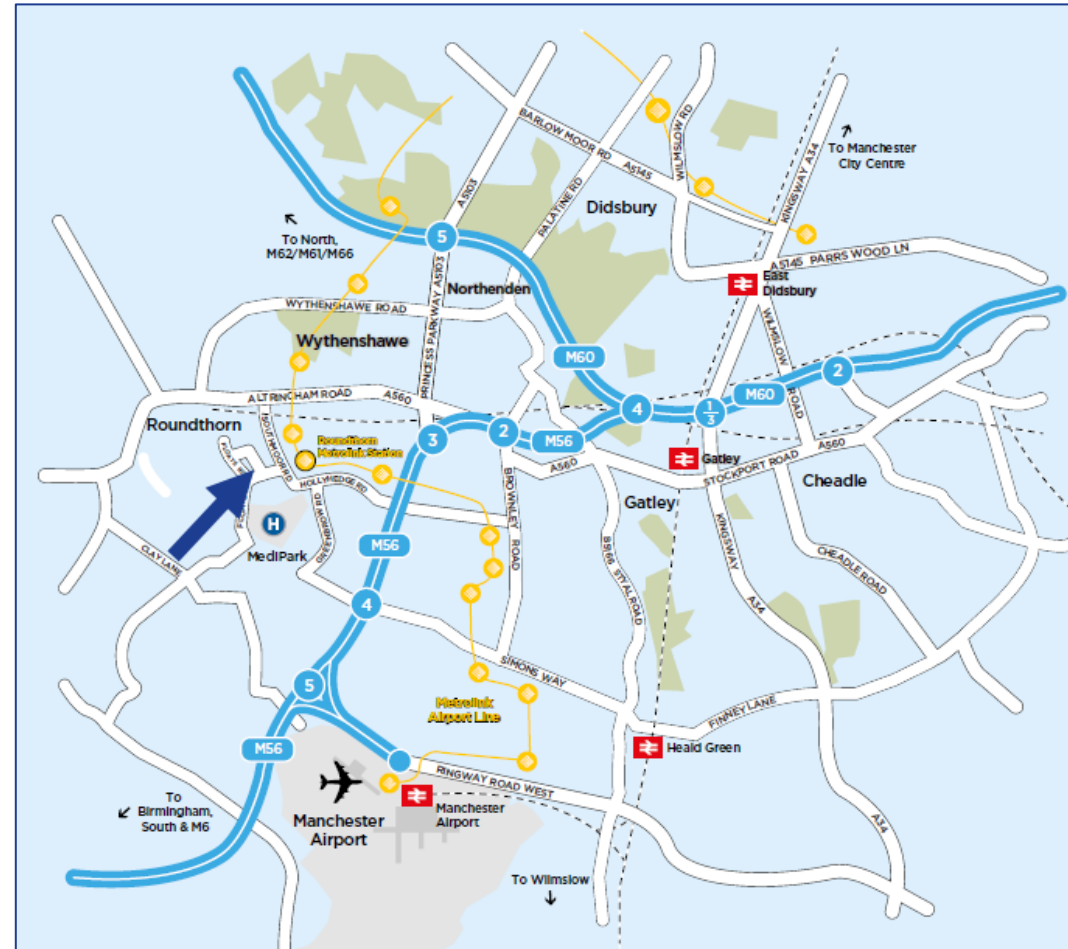 BARLOW MOOR RD
A5145
WILMSLOW RD
To Manchester
City Centre
KINGSWAY A34
A5103
PALATINE RD
Didsbury
5
To North,
M62/M61/M66
A5145 PARRS WOOD LN
East
Didsbury
Northenden
WYTHENSHAWE ROAD
PRINCESS PARKWAY A5103
Wythenshawe
M60
WILMSLOW ROAD
2
M60
4
1
3
ALTRINCHAM ROAD
A560
Roundthorn
3
2
M56
Roundthorn
Metrolink Station
SOUTHMOOR RD
A560
Gatley
STOCKPORT ROAD
A560
Cheadle
HOLLYHEDGE RD
Gatley
GREENBROW RD
H
MediPark
BROWNLEY
ROAD
KINGSWAY
M56
CLAY LANE
B5166
STYAL ROAD
CHEADLE ROAD
4
A34
SIMONS WAY
5
Metrolink
Airport Line
FINNEY LANE
M56
Heald Green
RINGWAY ROAD WEST
To
Birmingham,
South & M6
Manchester
Airport
Manchester
Airport
A34
To Wilmslow